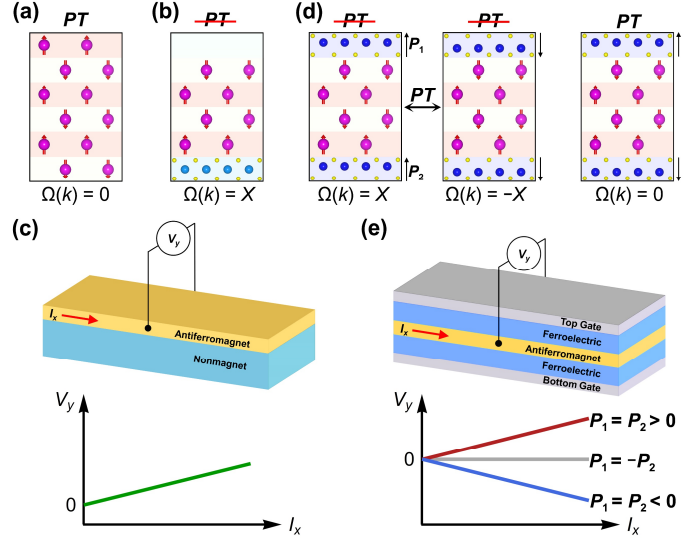 (a)
PT
Ω(k) = 0
(b)
PT
Ω(k) = X
(d)
PT
P1
P2
Ω(k) = X
PT
PT
Ω(k) = −X
PT
Ω(k) = 0
(c)
Vy
Ix
Antiferromagnet
Nonmagnet
Vy
0
Ix
(e)
Vy
Ix
Top Gate
Ferroelectric
Antiferromagnet
Ferroelectric
Bottom Gate
Vy
0
P1 = P2 > 0
P1 = −P2
P1 = P2 < 0
Ix